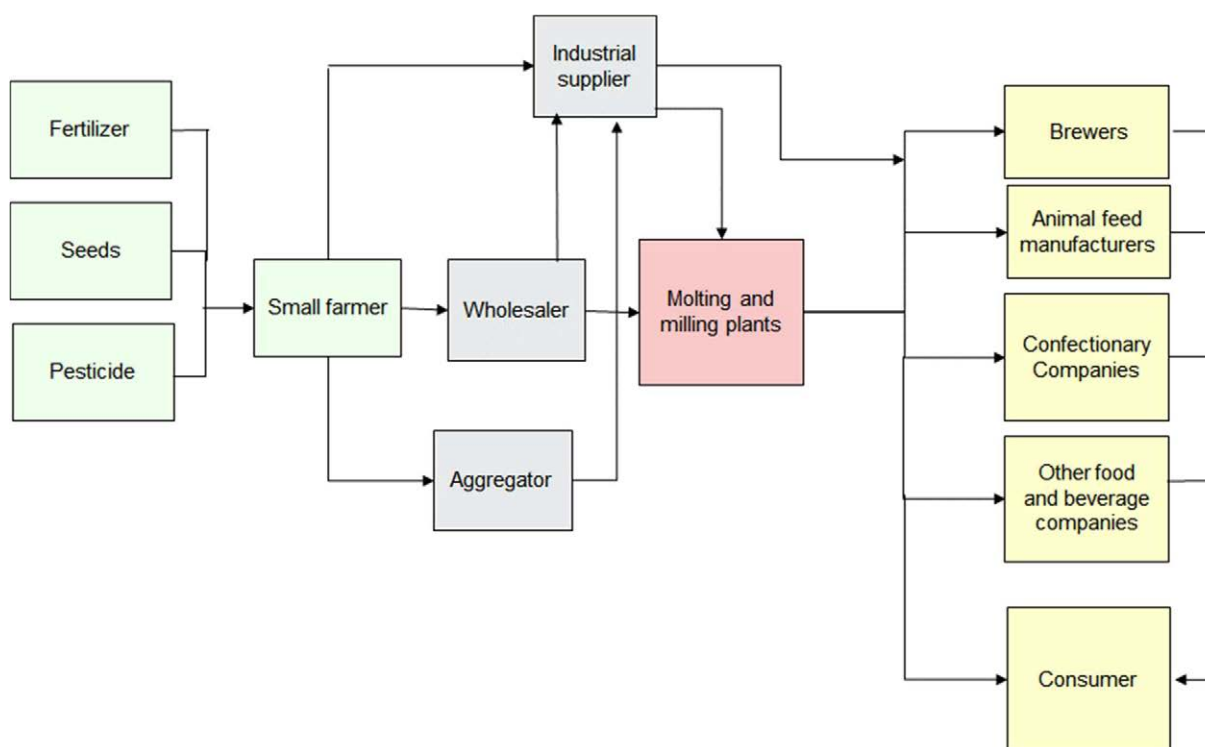 Industrial
supplier
Fertilizer
Brewers
Seeds
Animal feed
manufacturers
Small farmer
Wholesaler
Molting and
milling plants
Pesticide
Confectionary
Companies
Aggregator
Other food
and beverage
companies
Consumer